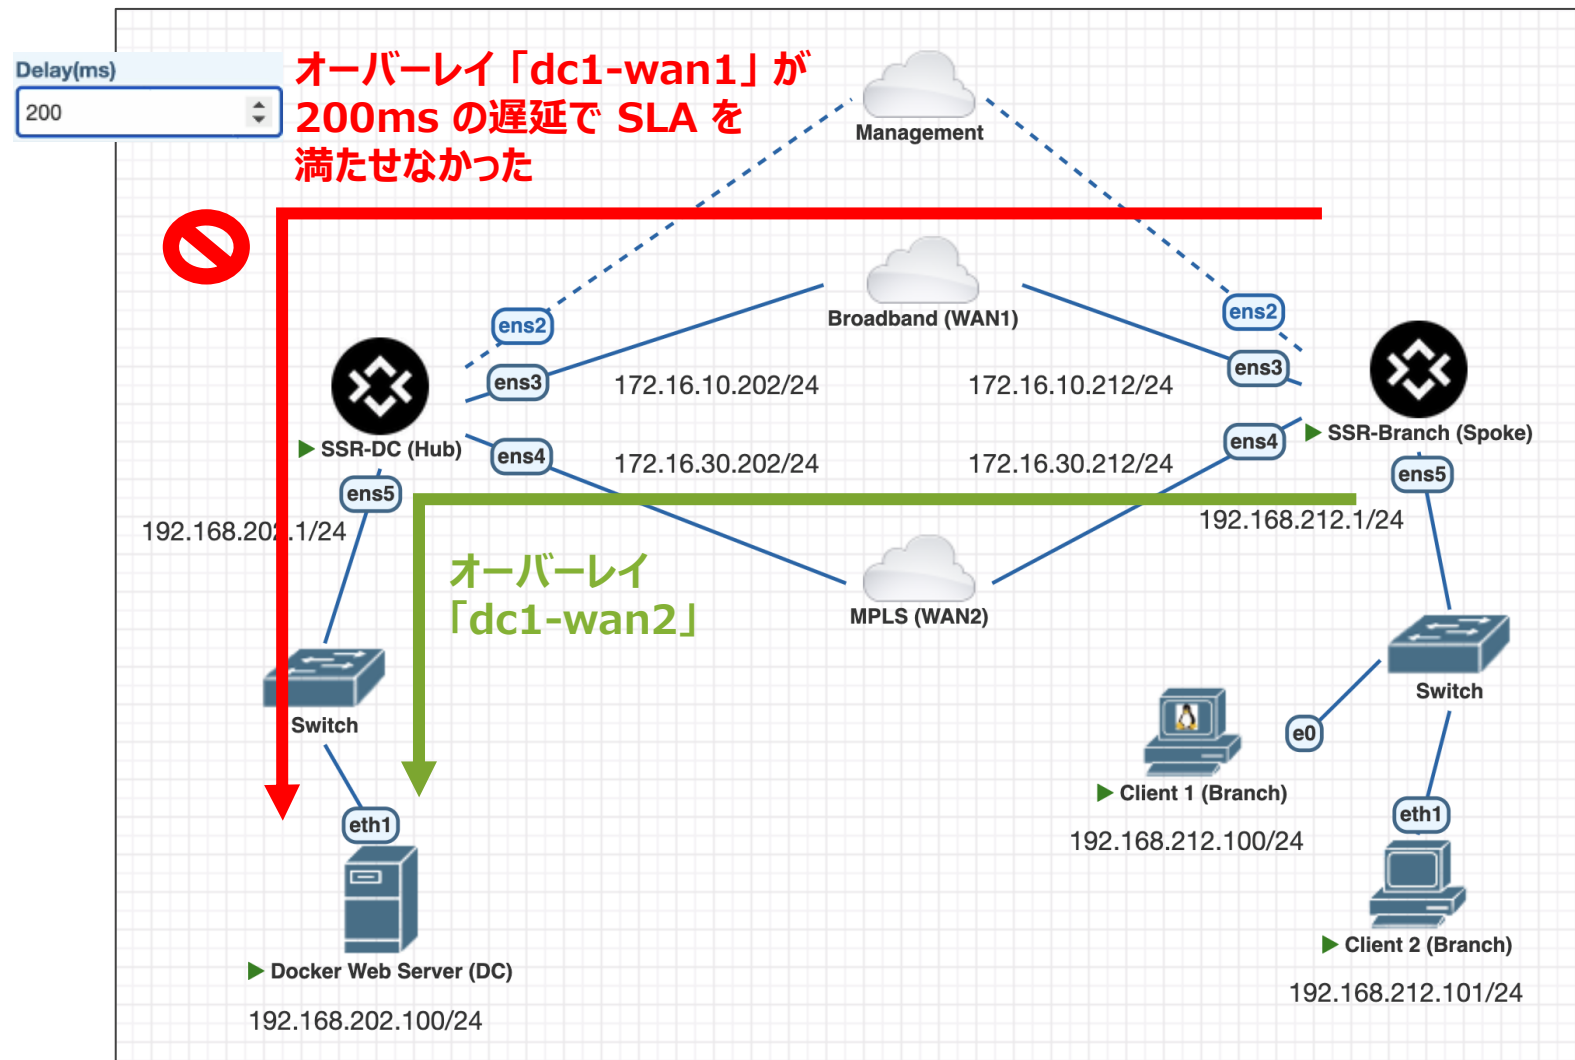 Delay(ms)
200
オーバーレイ「dc1-wan1」が
200ms の遅延で SLA を
満たせなかった
Management
Broadband (WAN1)
ens2
ens2
ens3
ens3
172.16.10.202/24
172.16.10.212/24
SSR-DC (Hub)
SSR-Branch (Spoke)
ens4
ens4
172.16.30.202/24
172.16.30.212/24
ens5
ens5
192.168.202.1/24
192.168.212.1/24
オーバーレイ
「dc1-wan2」
MPLS (WAN2)
Switch
Switch
e0
Client 1 (Branch)
192.168.212.100/24
eth1
eth1
Docker Web Server (DC)
192.168.202.100/24
Client 2 (Branch)
192.168.212.101/24